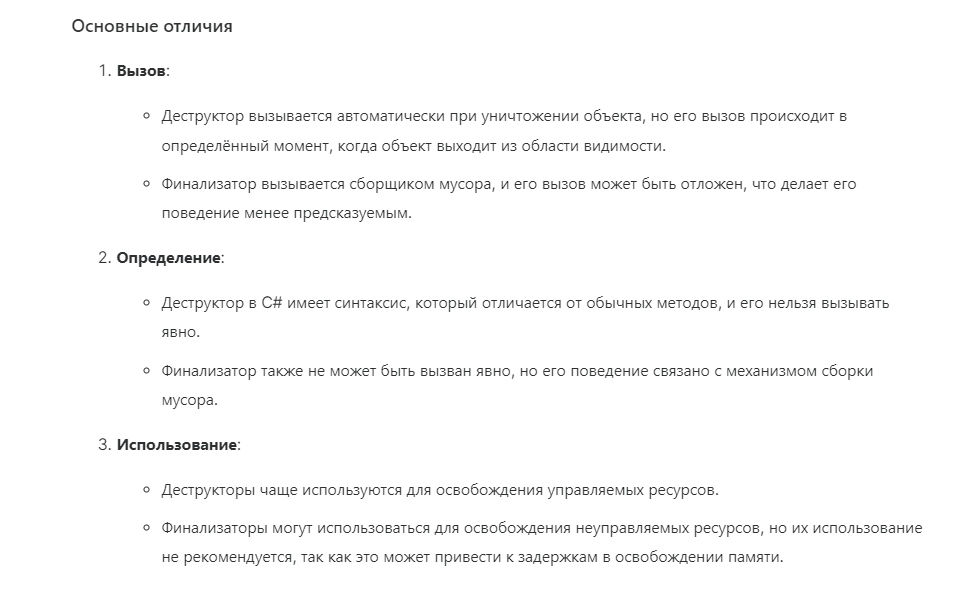 Основные отличия
1. Вызов:
◦ Деструктор вызывается автоматически при уничтожении объекта, но его вызов происходит в
определённый момент, когда объект выходит из области видимости.
◦ Финализатор вызывается сборщиком мусора, и его вызов может быть отложен, что делает его
поведение менее предсказуемым.
2. Определение:
◦ Деструктор в C# имеет синтаксис, который отличается от обычных методов, и его нельзя вызывать
явно.
◦ Финализатор также не может быть вызван явно, но его поведение связано с механизмом сборки
мусора.
3. Использование:
◦ Деструкторы чаще используются для освобождения управляемых ресурсов.
◦ Финализаторы могут использоваться для освобождения неуправляемых ресурсов, но их использование
не рекомендуется, так как это может привести к задержкам в освобождении памяти.